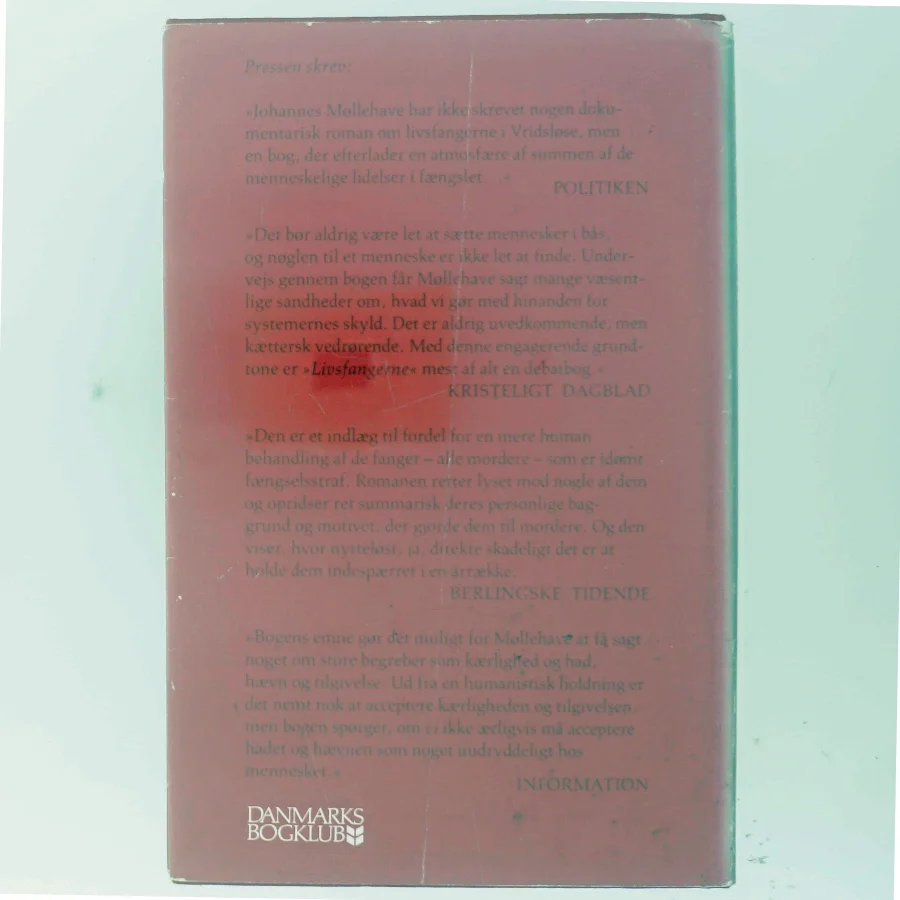 Pressen skrev:
»Johannes Møllehave har ikke skrevet nogen doku-
mentarisk roman om livsfangerne i Vridsløse, men
en bog, der efterlader en atmosfære af summen af de
menneskelige lidelser i fængslet . . .«
POLITIKEN
»Det bør aldrig være let at sætte mennesker i bås,
og nøglen til et menneske er ikke let at finde. Under-
vejs gennem bogen får Møllehave sagt mange væsent-
lige sandheder om, hvad vi gør med hinanden for
systemernes skyld. Det er aldrig uvedkommende, men
kættersk vedrørende. Med denne engagerende grund-
tone er »Livsfangerne« mest af alt en debatbog.«
KRISTELIGT DAGBLAD
»Den er et indlæg til fordel for en mere human
behandling af de fanger – alle mordere – som er idømt
fængselsstraf. Romanen retter lyset mod nogle af dem
og opridser ret summarisk deres personlige bag-
grund og motivet, der gjorde dem til mordere. Og den
viser, hvor nytteløst, ja, direkte skadeligt det er at
holde dem indespærret i en årrække.
BERLINGSKE TIDENDE
»Bogens emne gør det muligt for Møllehave at få sagt
noget om store begreber som kærlighed og had,
hævn og tilgivelse. Ud fra en humanistisk holdning er
det nemt nok at acceptere kærligheden og tilgivelsen,
men bogen spørger, om vi ikke ærligvis må acceptere
hadet og hævnen som noget uudryddeligt hos
mennesket.«
INFORMATION
DANMARKS
BOGKLUB